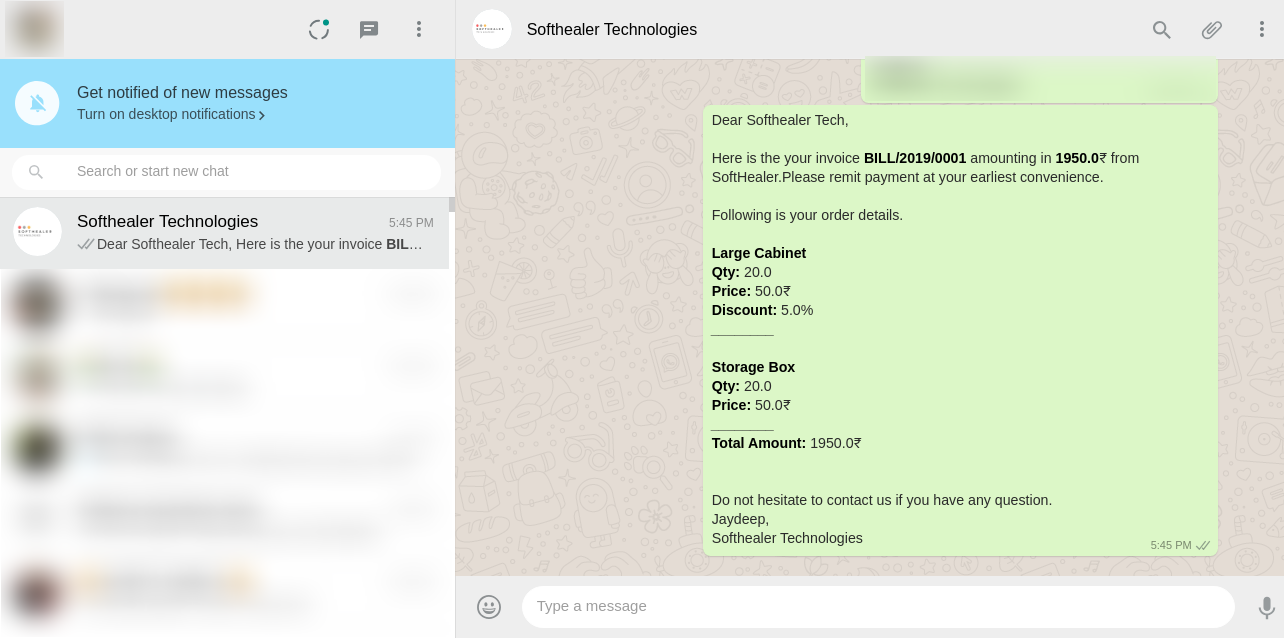 Get notified of new messages
Turn on desktop notifications
Search or start new chat
Softhealer Technologies
5:45 PM
Dear Softhealer Tech, Here is the your invoice BIL…
Softhealer Technologies
Dear Softhealer Tech,
Here is the your invoice BILL/2019/0001 amounting in 1950.0₹ from
SoftHealer.Please remit payment at your earliest convenience.
Following is your order details.
Large Cabinet
Qty: 20.0
Price: 50.0₹
Discount: 5.0%
________
Storage Box
Qty: 20.0
Price: 50.0₹
________
Total Amount: 1950.0₹
Do not hesitate to contact us if you have any question.
Jaydeep,
Softhealer Technologies
5:45 PM
Type a message